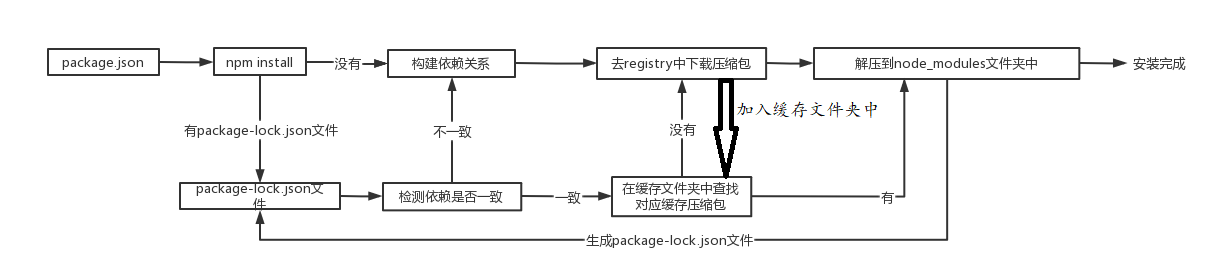 package.json
npm install
没有
构建依赖关系
去registry中下载压缩包
解压到node_modules文件夹中
安装完成
加入缓存文件夹中
有package-lock.json文件
不一致
没有
package-lock.json文
件
检测依赖是否一致
一致
在缓存文件夹中查找
对应缓存压缩包
有
生成package-lock.json文件